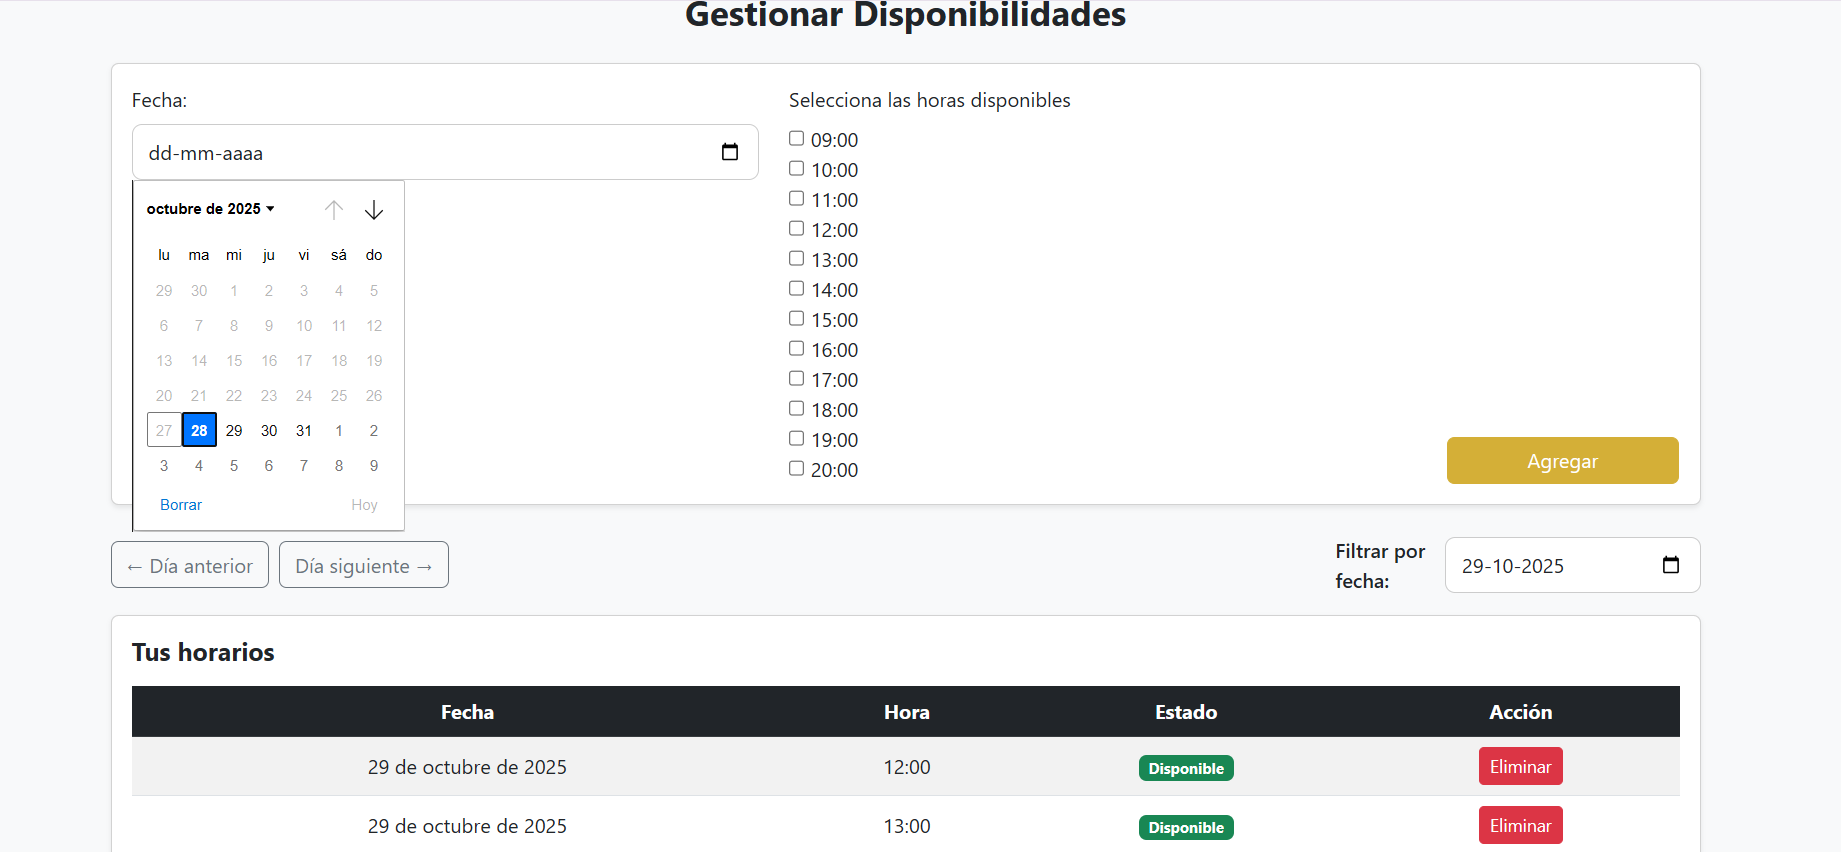 Gestionar Disponibilidades
Fecha:
dd-mm-aaaa
octubre de 2025
lu ma mi ju vi sá do
29 30 1 2 3 4 5
6 7 8 9 10 11 12
13 14 15 16 17 18 19
20 21 22 23 24 25 26
27 28 29 30 31 1 2
3 4 5 6 7 8 9
Borrar Hoy
Selecciona las horas disponibles
09:00
10:00
11:00
12:00
13:00
14:00
15:00
16:00
17:00
18:00
19:00
20:00
Agregar
← Día anterior Día siguiente →
Filtrar por
fecha:
29-10-2025
Tus horarios
Fecha Hora Estado Acción
29 de octubre de 2025 12:00 Disponible Eliminar
29 de octubre de 2025 13:00 Disponible Eliminar